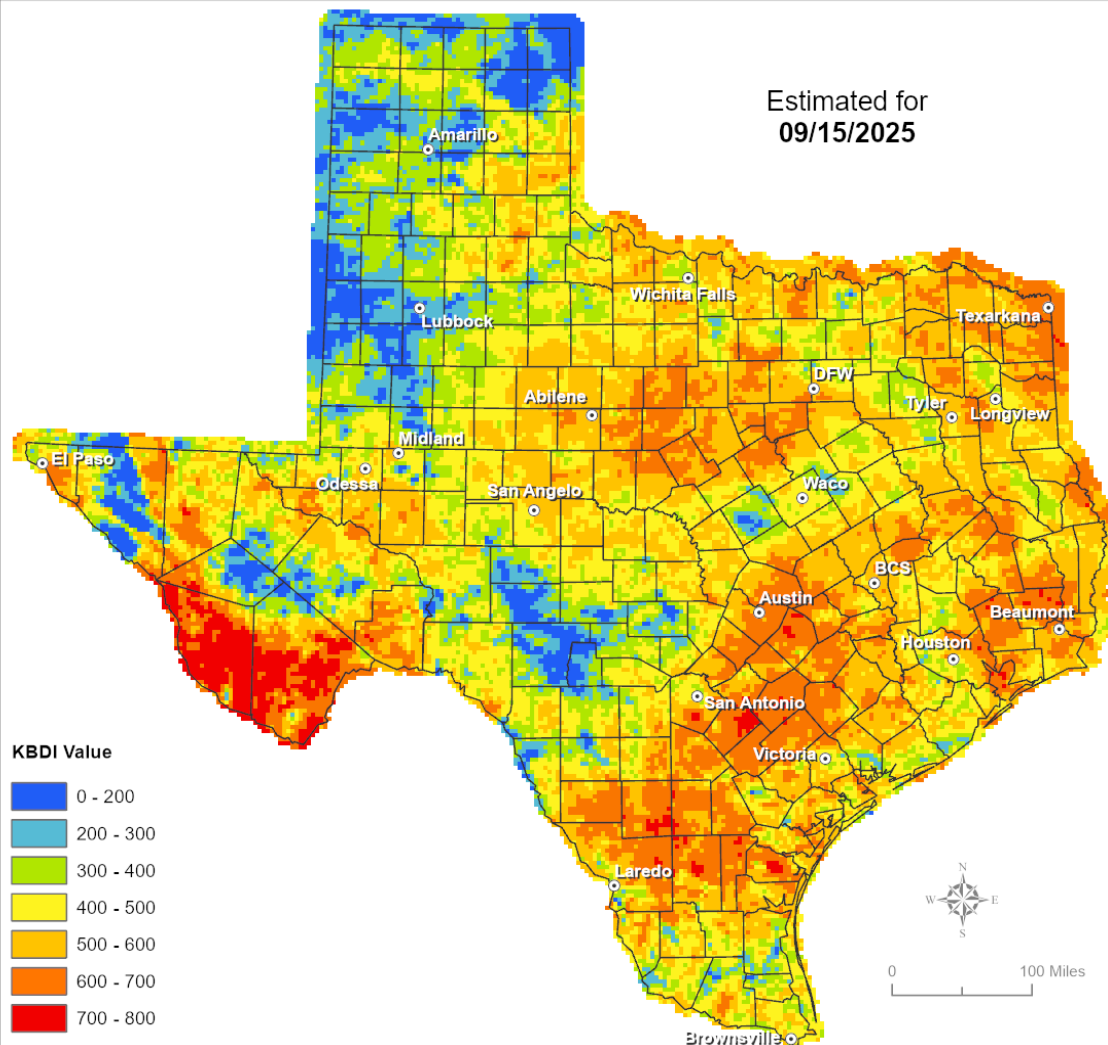 Estimated for
09/15/2025
Amarillo
Wichita Falls
Lubbock
Texarkana
DFW
Abilene
Tyler
Longview
Midland
El Paso
Odessa
San Angelo
Waco
BCS
Austin
Beaumont
Houston
San Antonio
Victoria
KBDI Value
0 - 200
200 - 300
300 - 400
400 - 500
500 - 600
600 - 700
700 - 800
Laredo
N
W E
S
0 100 Miles
Brownsville